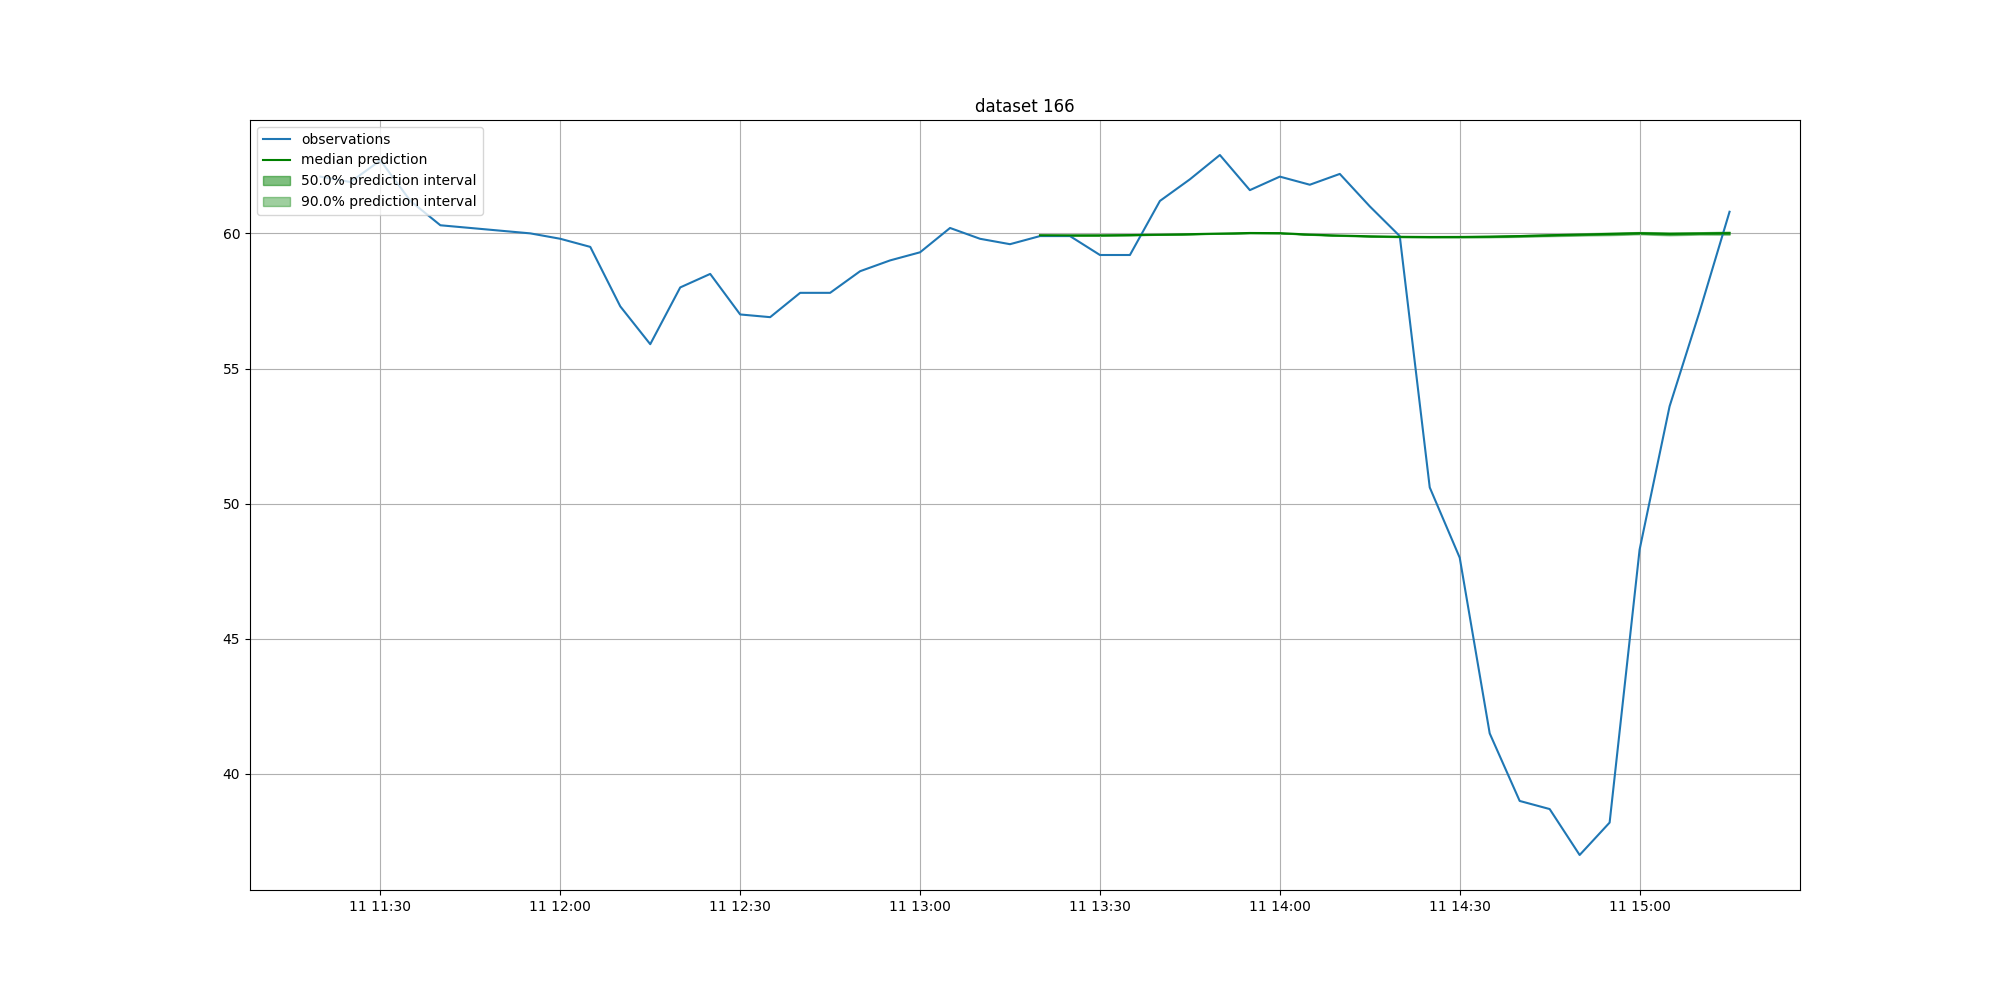 dataset 166
observations
median prediction
50.0% prediction interval
90.0% prediction interval
60
55
50
45
40
11 11:30
11 12:00
11 12:30
11 13:00
11 13:30
11 14:00
11 14:30
11 15:00